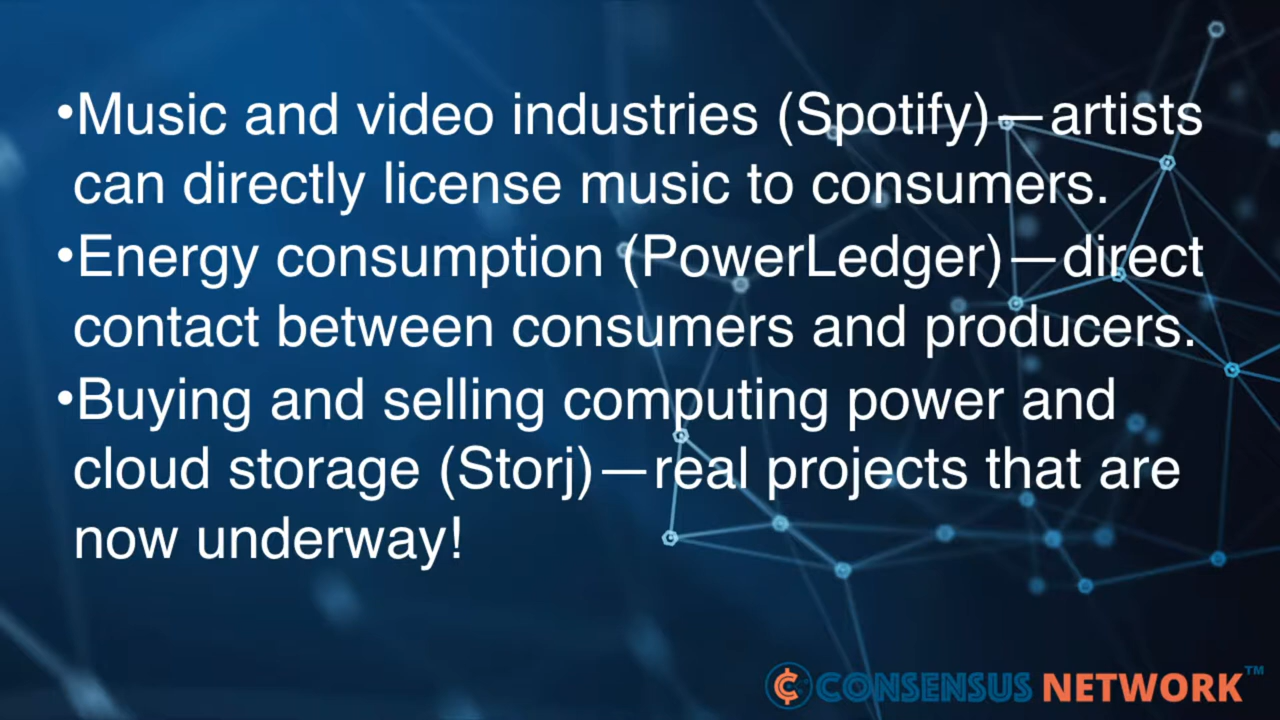 •Music and video industries (Spotify)—artists
can directly license music to consumers.
•Energy consumption (PowerLedger)—direct
contact between consumers and producers.
•Buying and selling computing power and
cloud storage (Storj)—real projects that are
now underway!
CONSENSUS NETWORK™